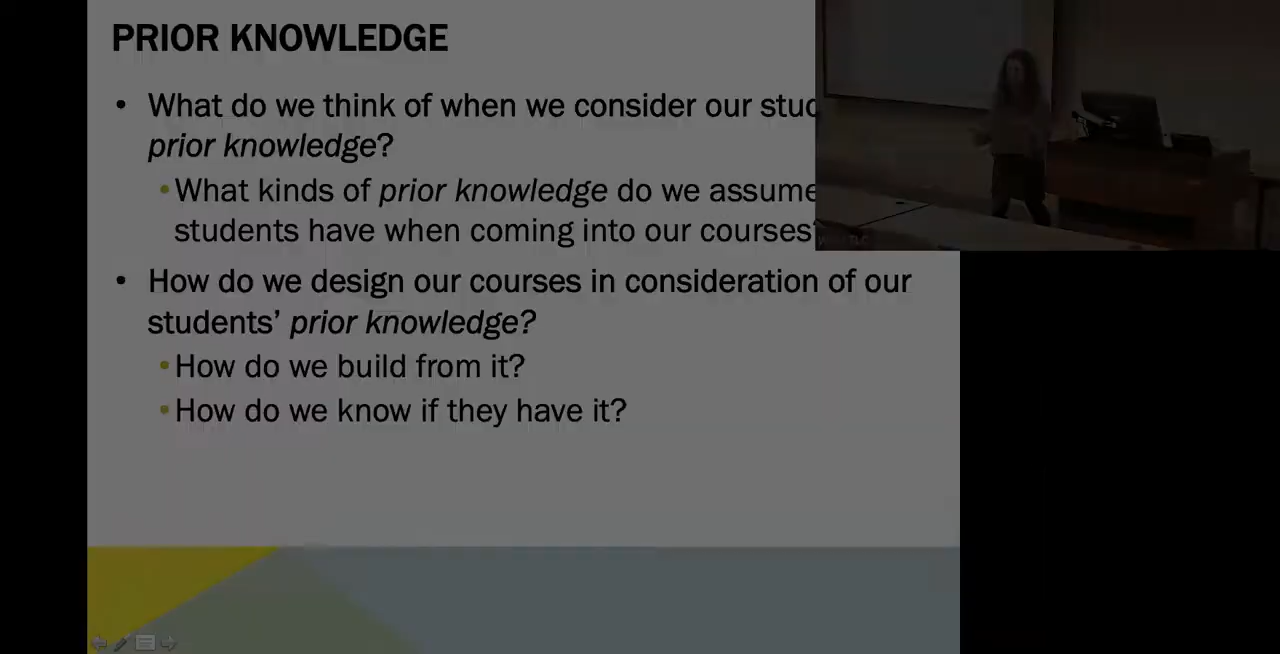 PRIOR KNOWLEDGE
• What do we think of when we consider our stud
prior knowledge?
• What kinds of prior knowledge do we assume
students have when coming into our courses?
• How do we design our courses in consideration of our
students’ prior knowledge?
• How do we build from it?
• How do we know if they have it?